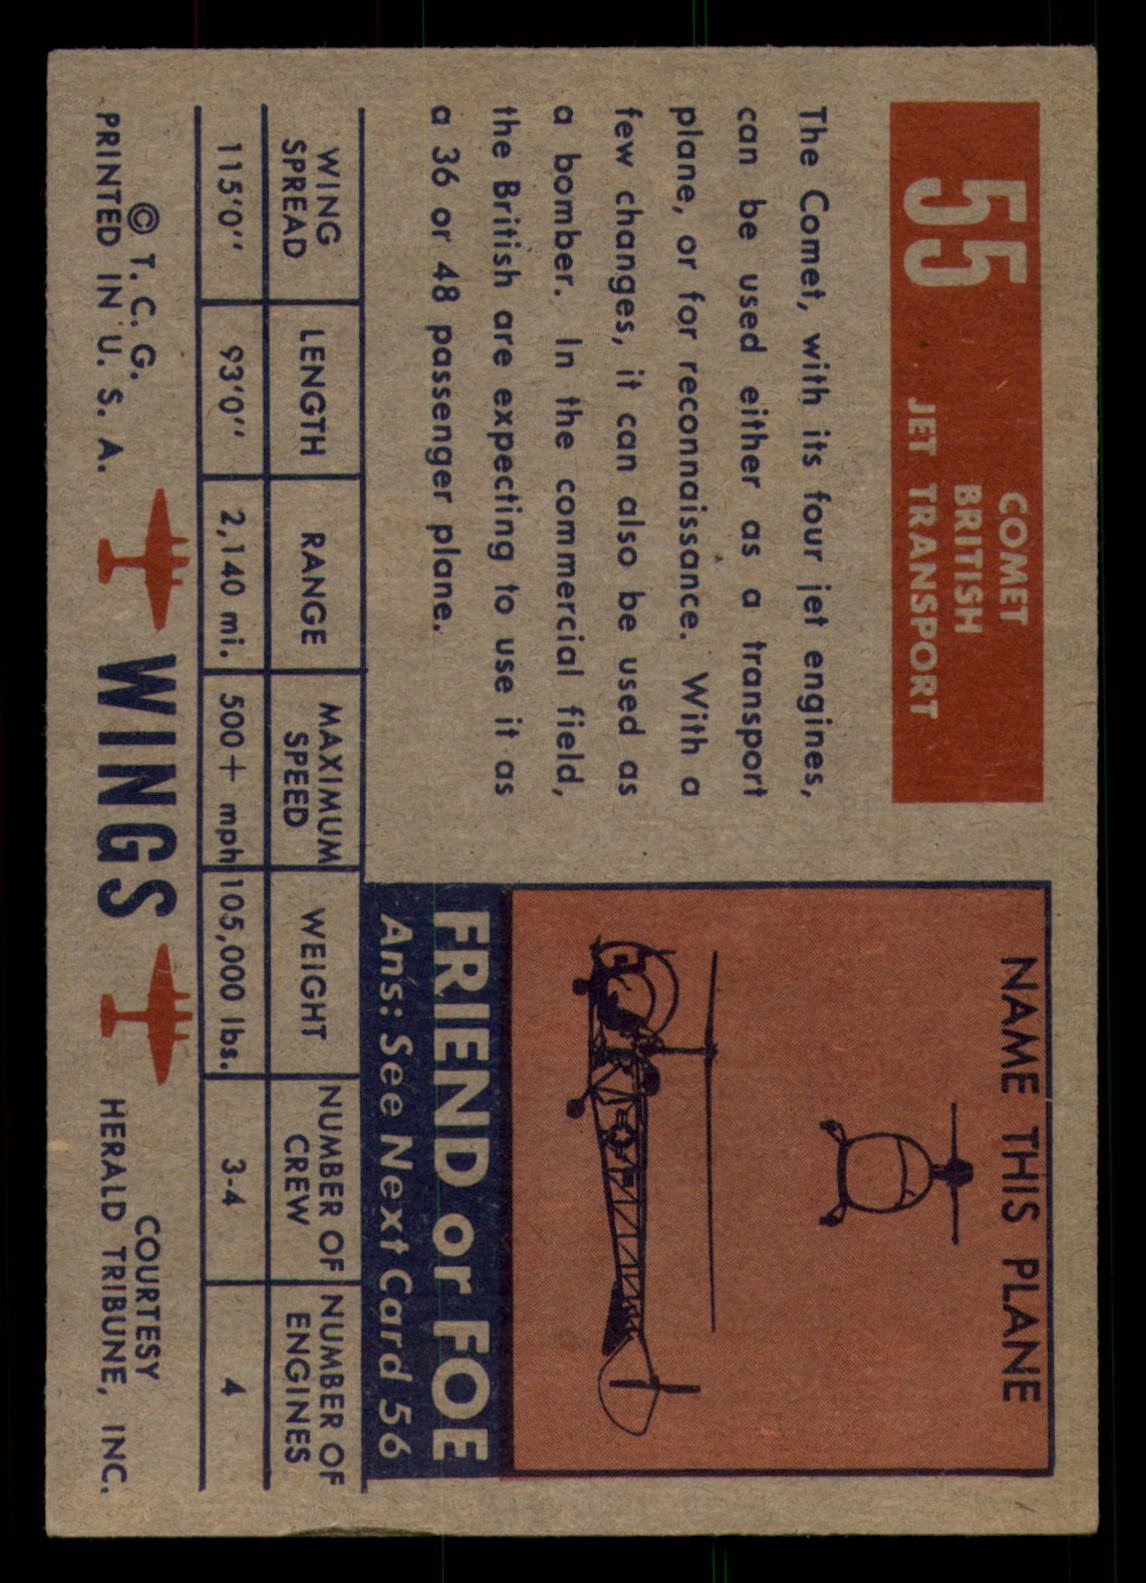 55
COMET
BRITISH
JET TRANSPORT
The Comet, with its four jet engines,
can be used either as a transport
plane, or for reconnaissance. With a
few changes, it can also be used as
a bomber. In the commercial field,
the British are expecting to use it as
a 36 or 48 passenger plane.
NAME THIS PLANE
FRIEND or FOE
Ans: See Next Card 56
WING SPREAD LENGTH RANGE MAXIMUM SPEED WEIGHT NUMBER OF CREW NUMBER OF ENGINES
115'0'' 93'0'' 2,140 mi. 500+ mph 105,000 lbs. 3-4 4
© T. C. G.
PRINTED IN U. S. A.
WINGS
COURTESY
HERALD TRIBUNE, INC.